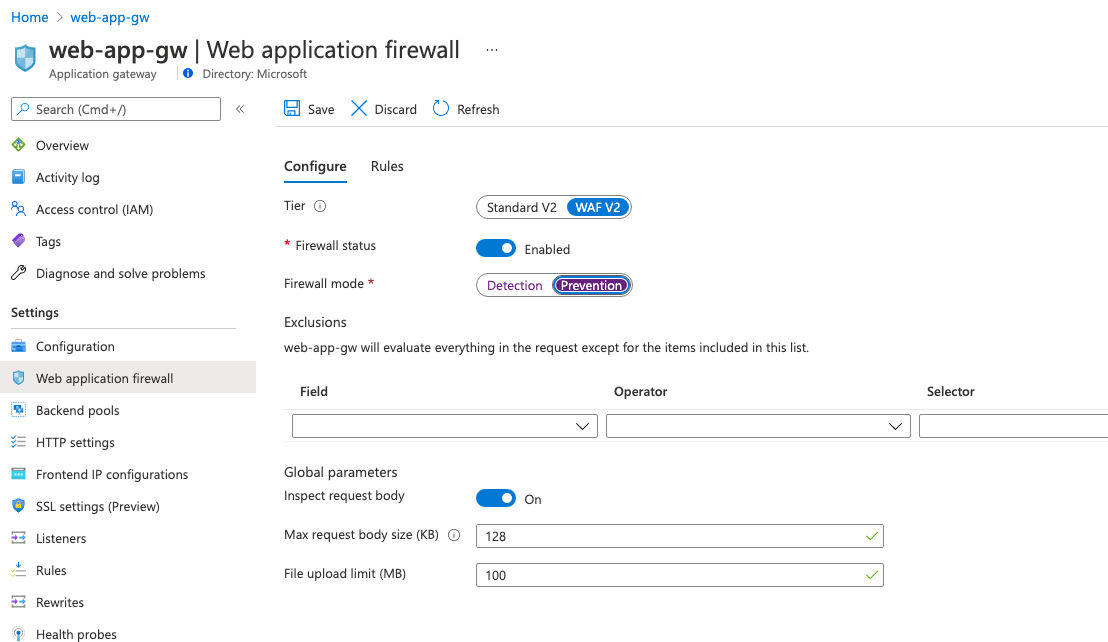 Home > web-app-gw
web-app-gw | Web application firewall ...
Application gateway Directory: Microsoft
Search (Cmd+/) «
Overview
Activity log
Access control (IAM)
Tags
Diagnose and solve problems
Settings
Configuration
Web application firewall
Backend pools
HTTP settings
Frontend IP configurations
SSL settings (Preview)
Listeners
Rules
Rewrites
Health probes
Save Discard Refresh
Configure Rules
Tier Standard V2 WAF V2
* Firewall status Enabled
Firewall mode * Detection Prevention
Exclusions
web-app-gw will evaluate everything in the request except for the items included in this list.
Field Operator Selector
Global parameters
Inspect request body On
Max request body size (KB) 128
File upload limit (MB) 100